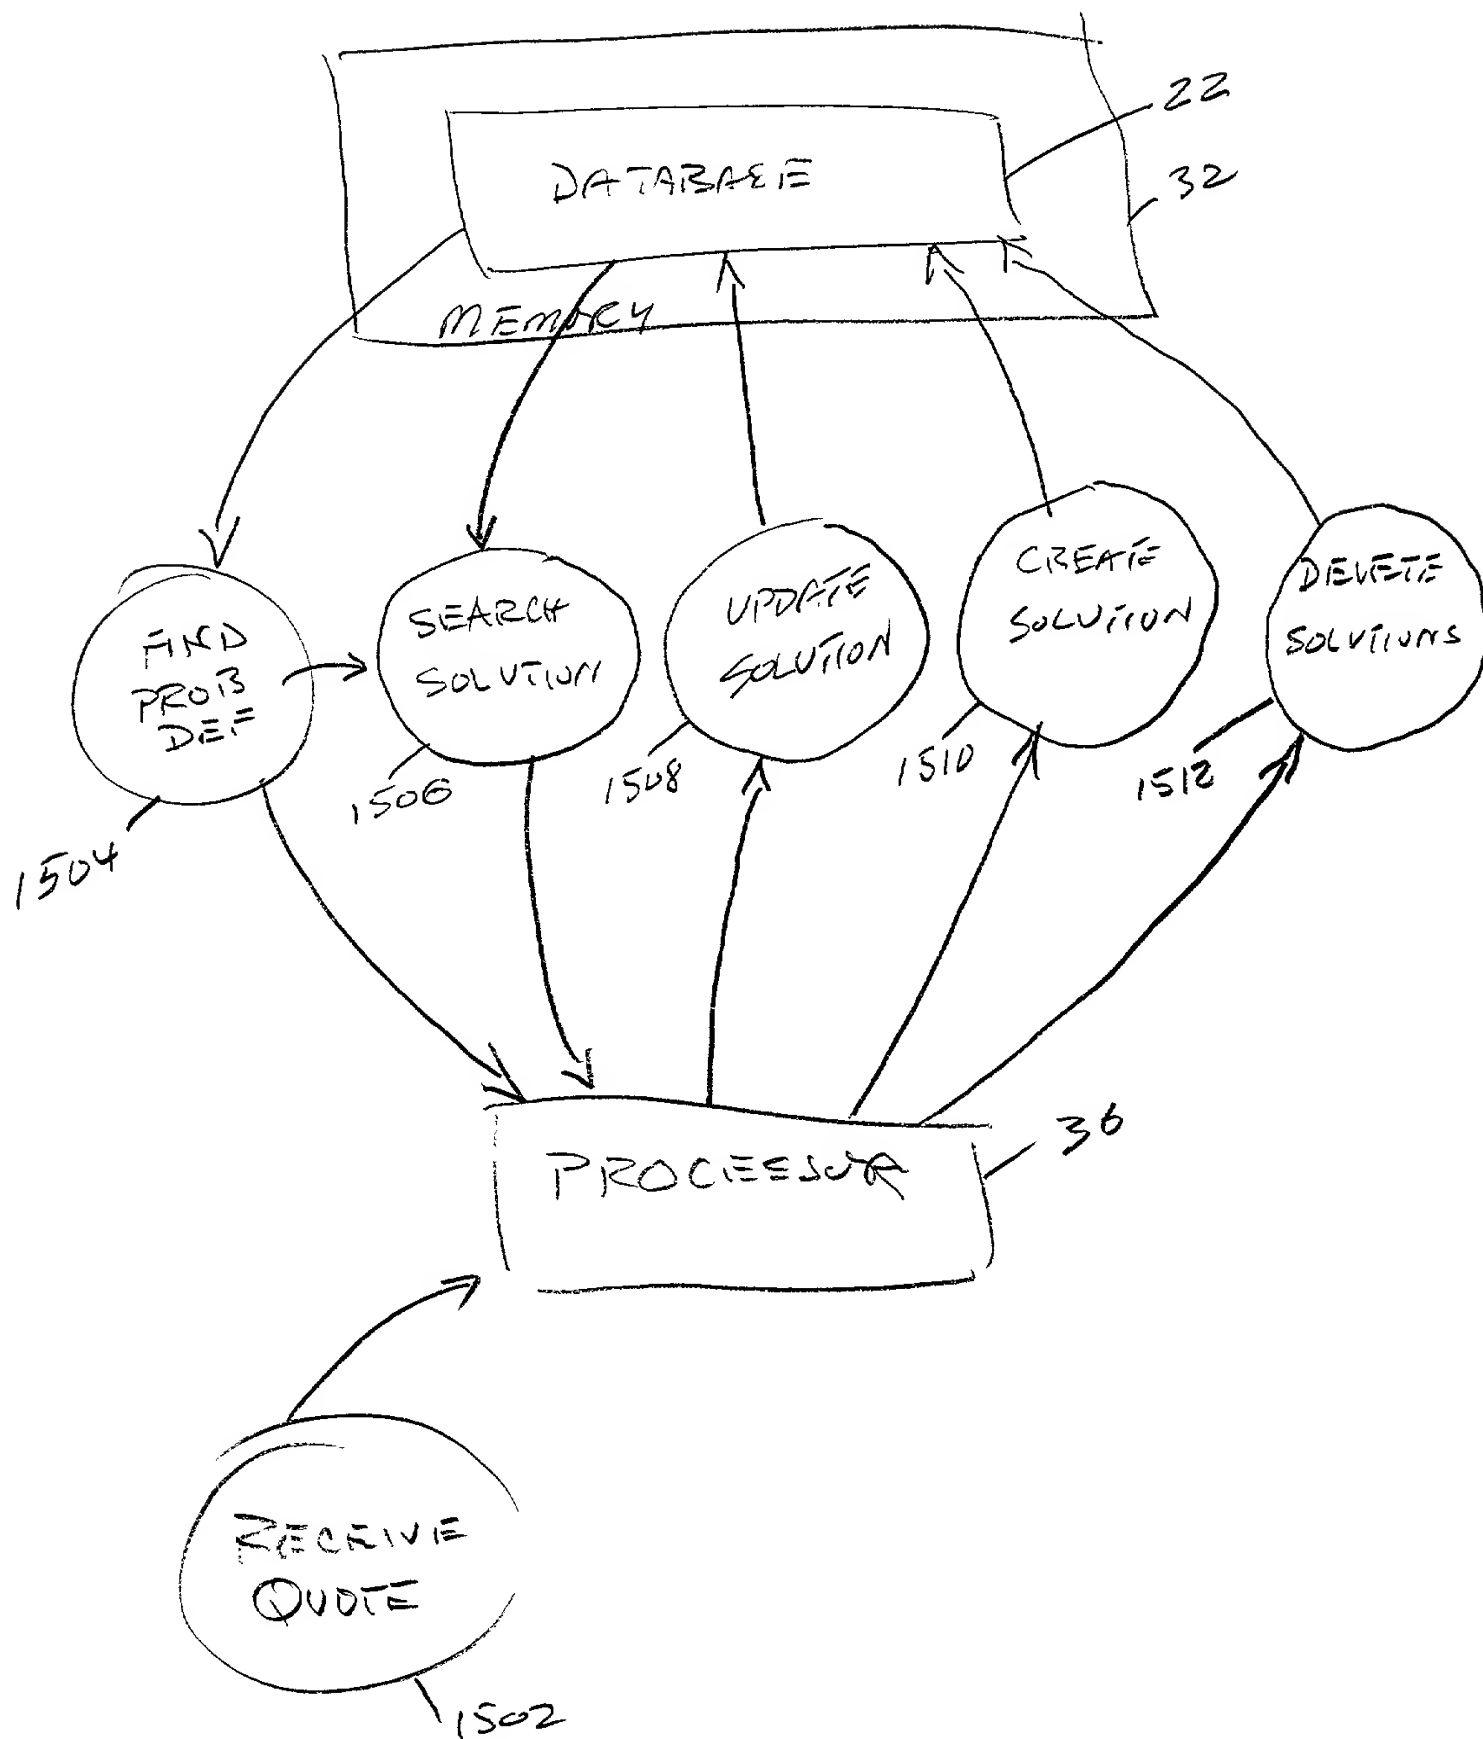 22
DATABASE
32
MEMORY
FIND
PROB
DEF
1504
SEARCH
SOLUTION
1506
UPDATE
SOLUTION
1508
CREATE
SOLUTION
1510
DELETE
SOLUTIONS
1512
PROCESSOR
36
RECEIVE
QUOTE
1502